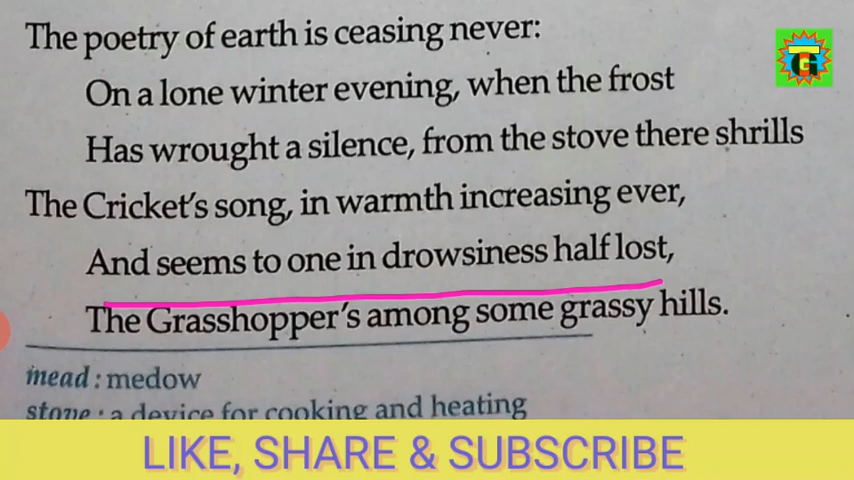 The poetry of earth is ceasing never:
On a lone winter evening, when the frost
Has wrought a silence, from the stove there shrills
The Cricket's song, in warmth increasing ever,
And seems to one in drowsiness half lost,
The Grasshopper's among some grassy hills.
mead : medow
stove : a device for cooking and heating
LIKE, SHARE & SUBSCRIBE